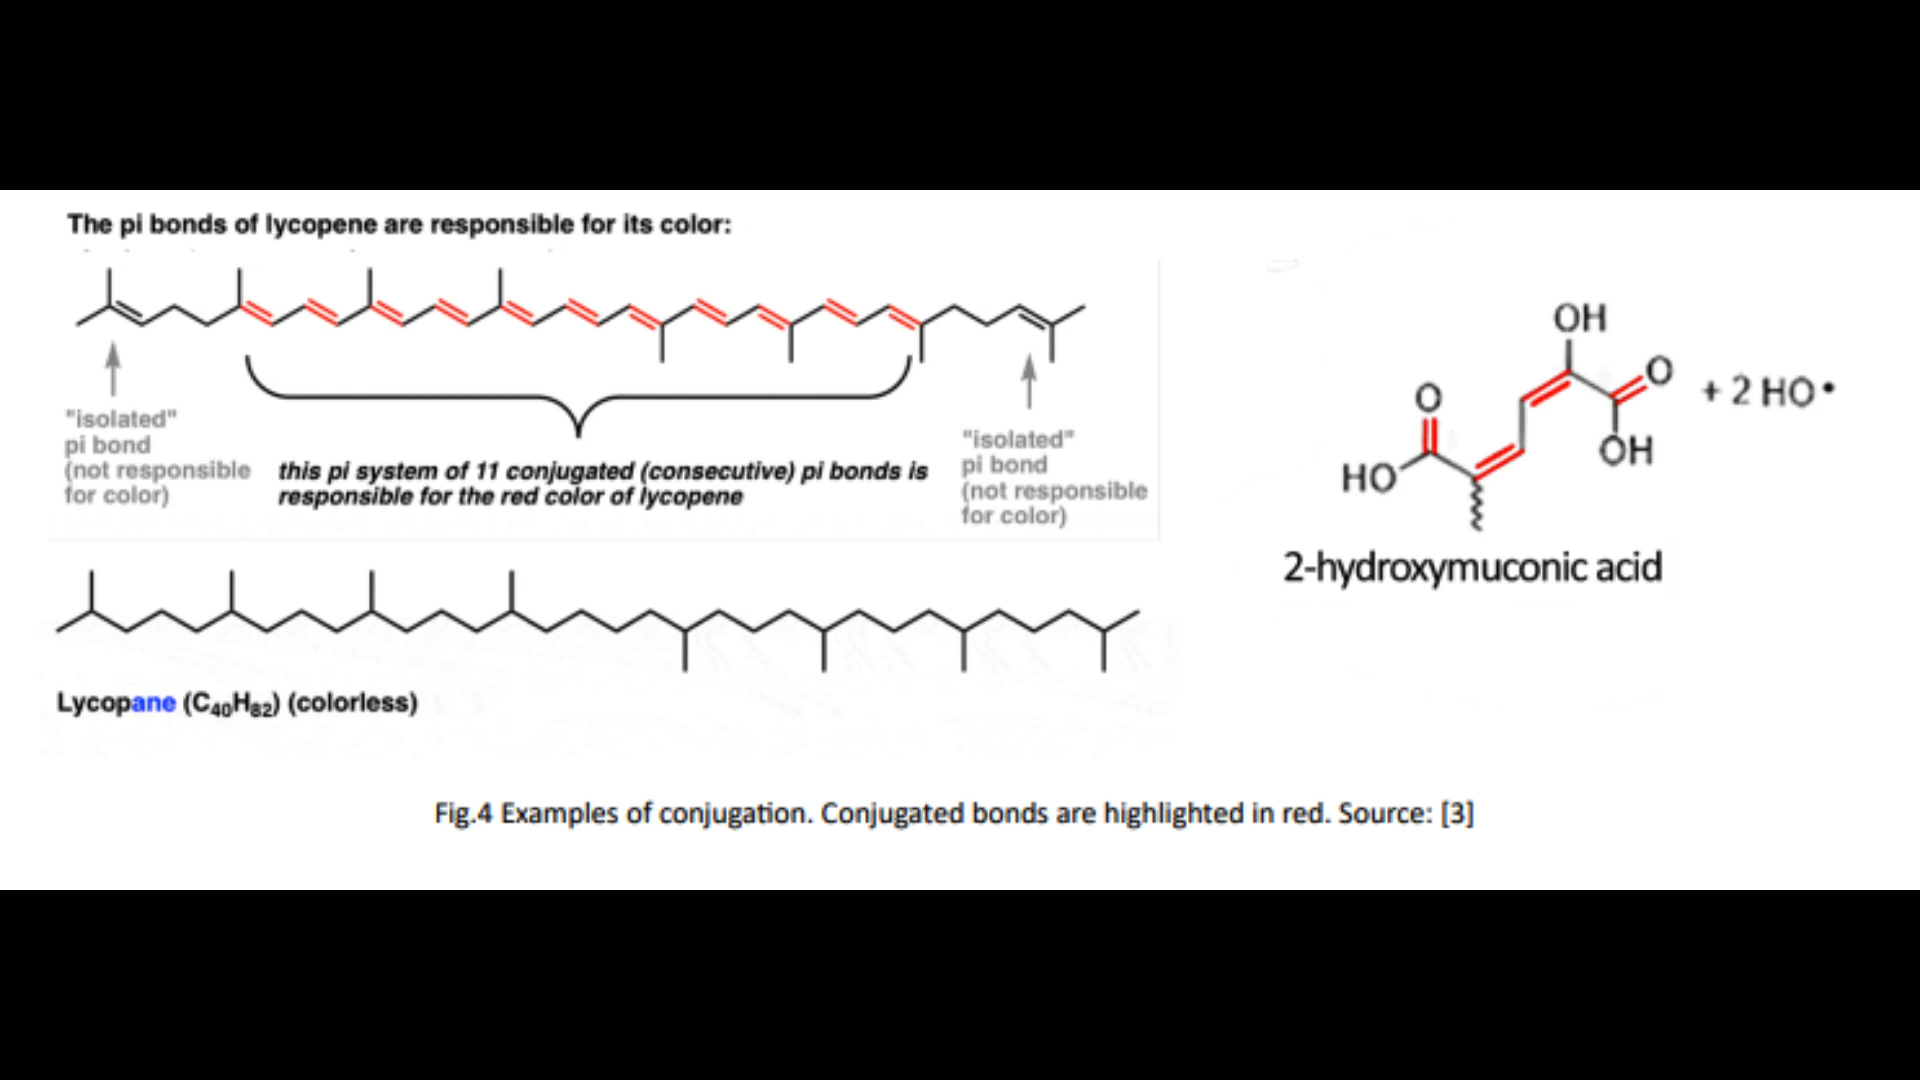 The pi bonds of lycopene are responsible for its color:
"isolated"
pi bond
(not responsible
for color)
this pi system of 11 conjugated (consecutive) pi bonds is
responsible for the red color of lycopene
"isolated"
pi bond
(not responsible
for color)
Lycopane (C₄₀H₈₂) (colorless)
OH
O
O
+ 2 HO•
OH
HO
2-hydroxymuconic acid
Fig.4 Examples of conjugation. Conjugated bonds are highlighted in red. Source: [3]